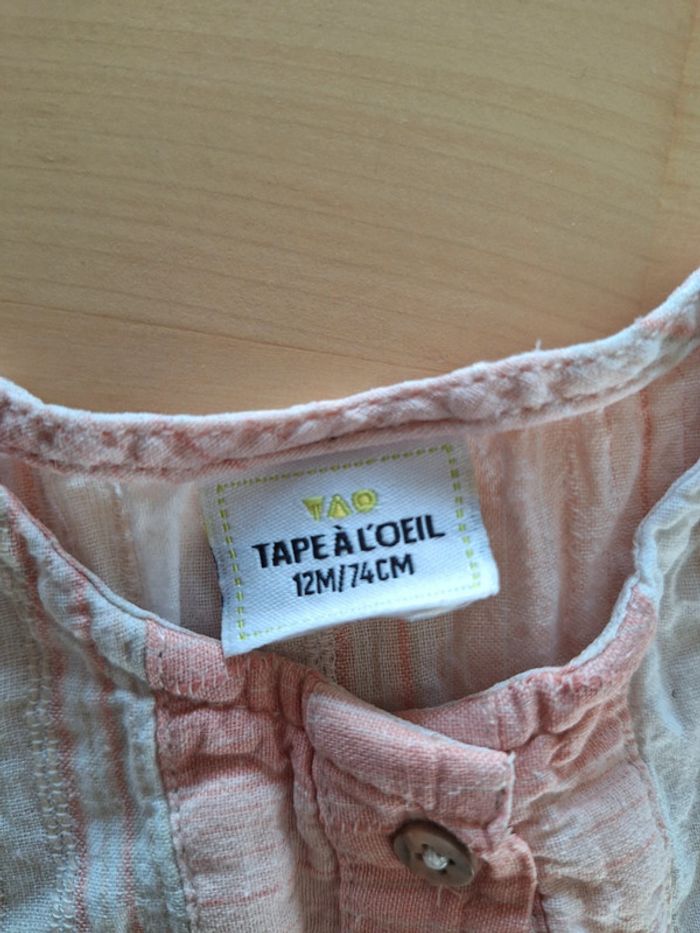 TAO
TAPE À L'OEIL
12M/74CM